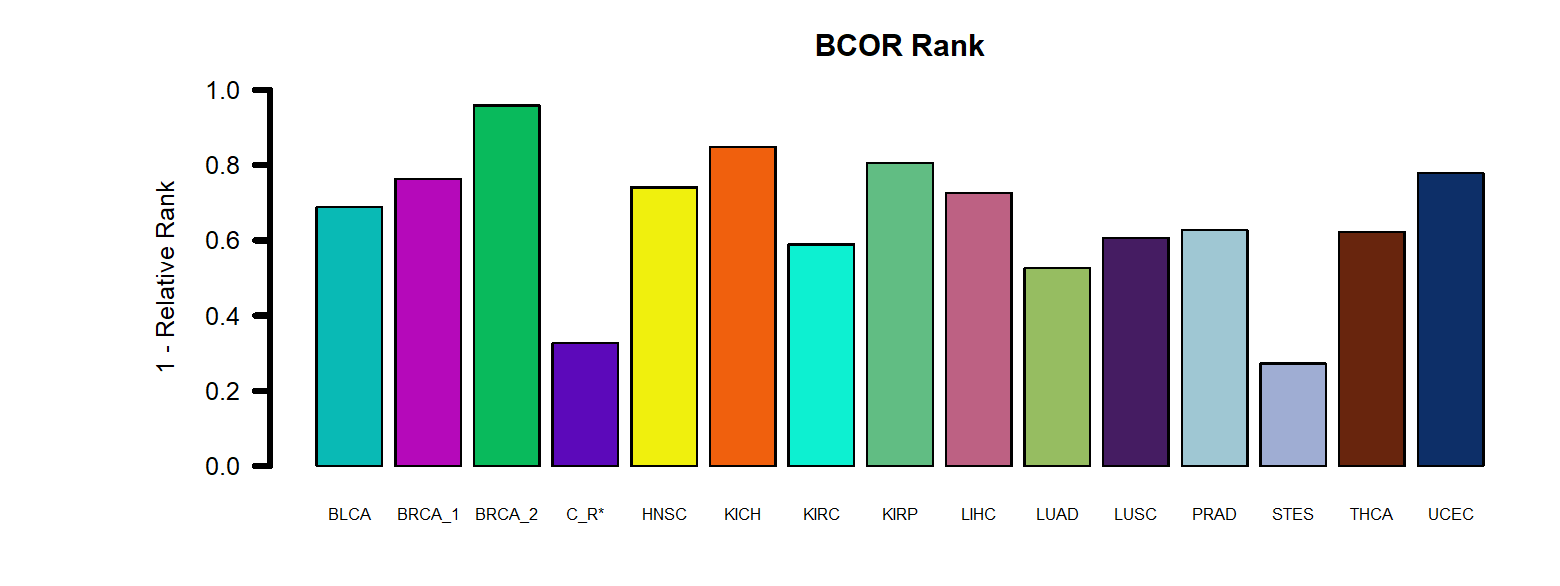 BCOR Rank
1 - Relative Rank
1.0
0.8
0.6
0.4
0.2
0.0
BLCA BRCA_1 BRCA_2 C_R* HNSC KICH KIRC KIRP LIHC LUAD LUSC PRAD STES THCA UCEC